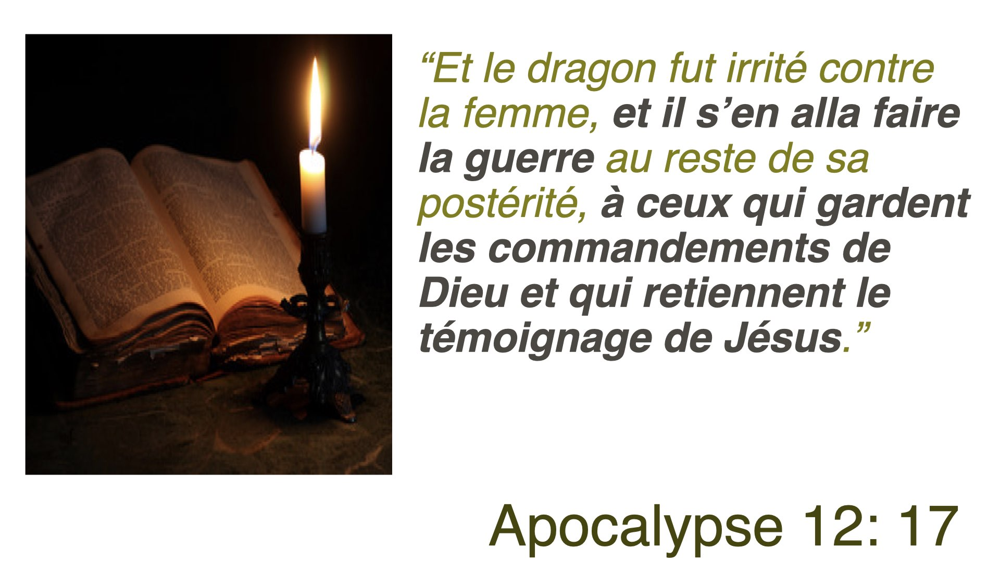 “Et le dragon fut irrité contre
la femme, et il s’en alla faire
la guerre au reste de sa
postérité, à ceux qui gardent
les commandements de
Dieu et qui retiennent le
témoignage de Jésus.”
Apocalypse 12: 17